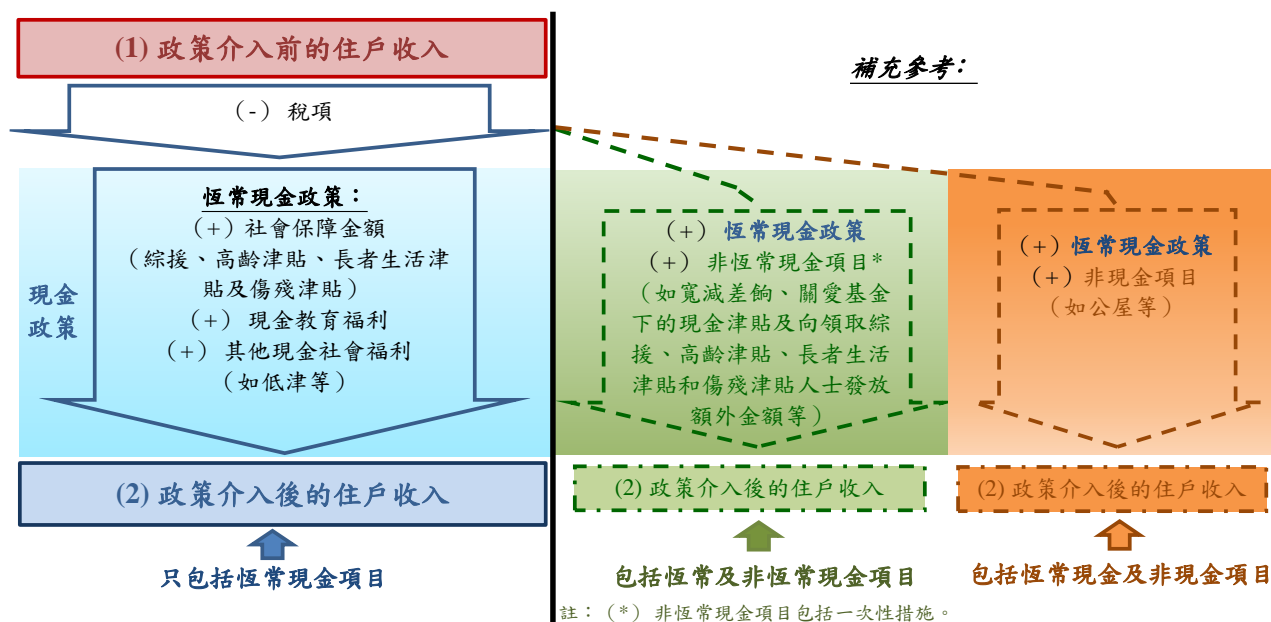 (1) 政策介入前的住戶收入
（-）稅項
現金
政策
恆常現金政策：
（+）社會保障金額
（綜援、高齡津貼、長者生活津
貼及傷殘津貼）
（+）現金教育福利
（+）其他現金社會福利
（如低津等）
(2) 政策介入後的住戶收入
只包括恆常現金項目
補充參考：
（+）恆常現金政策
（+）非恆常現金項目*
（如寬減差餉、關愛基金
下的現金津貼及向領取綜
援、高齡津貼、長者生活
津貼和傷殘津貼人士發放
額外金額等）
(2) 政策介入後的住戶收入
包括恆常及非恆常現金項目
（+）恆常現金政策
（+）非現金項目
（如公屋等）
(2) 政策介入後的住戶收入
包括恆常現金及非現金項目
註：（*）非恆常現金項目包括一次性措施。